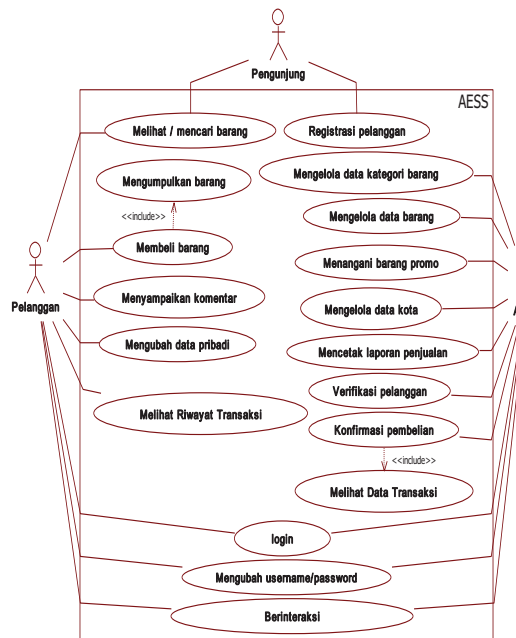 Pengunjung
AESS
Melihat / mencari barang
Registrasi pelanggan
Mengumpulkan barang
Mengelola data kategori barang
<<include>>
Mengelola data barang
Membeli barang
Menangani barang promo
Pelanggan
Menyampaikan komentar
Mengelola data kota
Mengubah data pribadi
Mencetak laporan penjualan
Verifikasi pelanggan
Melihat Riwayat Transaksi
Konfirmasi pembelian
<<include>>
Melihat Data Transaksi
login
Mengubah username/password
Berinteraksi